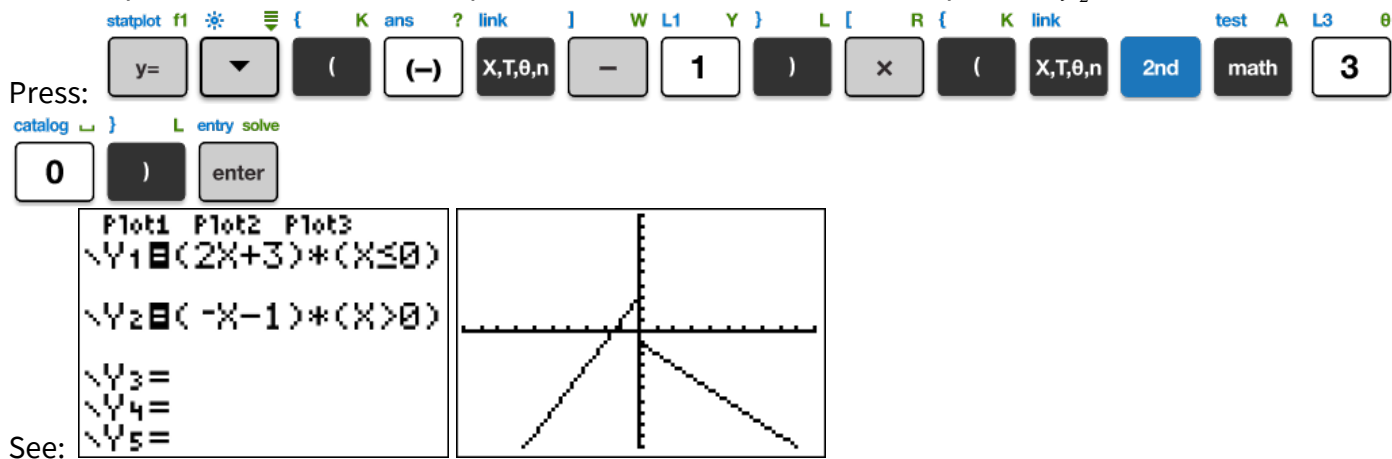 statplot f1 { K ans ? link ] W L1 Y } L [ R { K link test A L3 θ
Press: y= ( (−) X,T,θ,n − 1 ) × ( X,T,θ,n 2nd math 3
catalog } L entry solve
0 ) enter
Plot1 Plot2 Plot3
\Y1=(2X+3)*(X≤0)
\Y2=(-X-1)*(X>0)
\Y3=
\Y4=
See: \Y5=